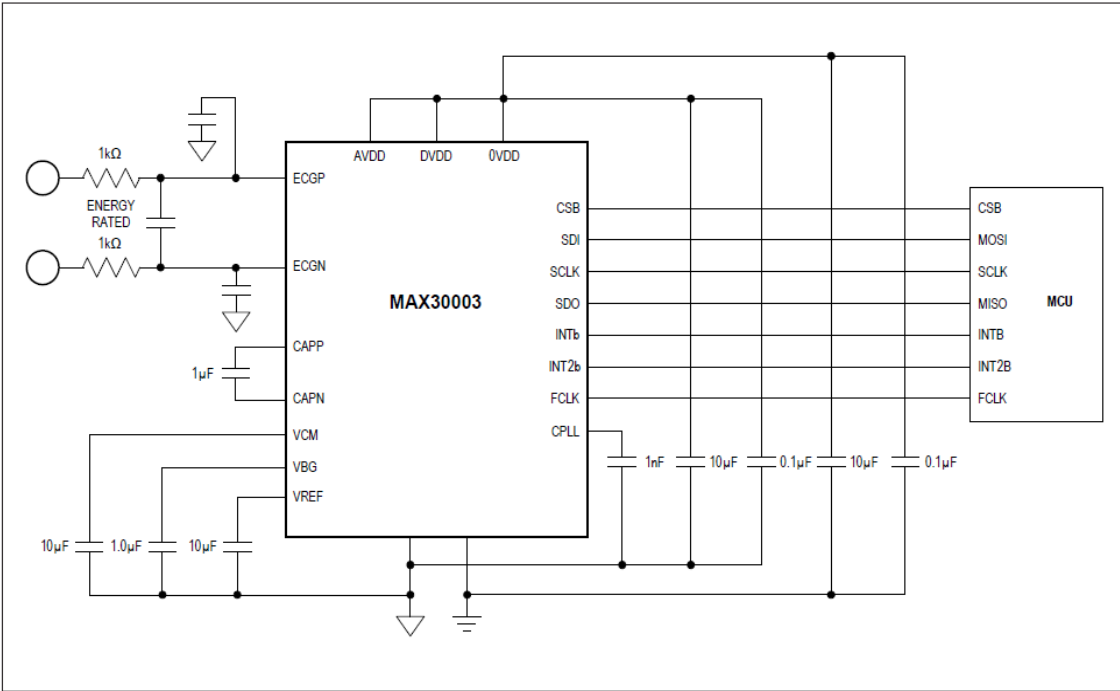 AVDD
DVDD
0VDD
1kΩ
ENERGY
RATED
1kΩ
ECGP
ECGN
CAPP
1µF
CAPN
VCM
VBG
VREF
10µF
1.0µF
10µF
MAX30003
CSB
SDI
SCLK
SDO
INTb
INT2b
FCLK
CPLL
1nF
10µF
0.1µF
10µF
0.1µF
CSB
MOSI
SCLK
MISO
INTB
INT2B
FCLK
MCU